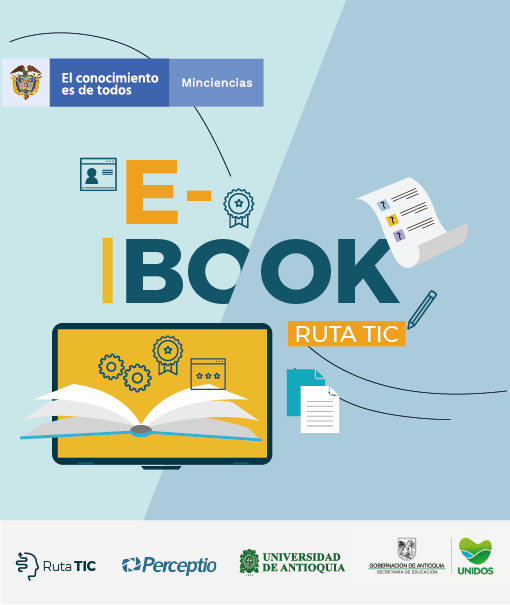 El conocimiento
es de todos
Minciencias
E-
BOOK
RUTA TIC
?
?
?
Ruta TIC
Perceptio
UNIVERSIDAD
DE ANTIOQUIA
GOBERNACIÓN DE ANTIOQUIA
SECRETARÍA DE EDUCACIÓN
UNIDOS